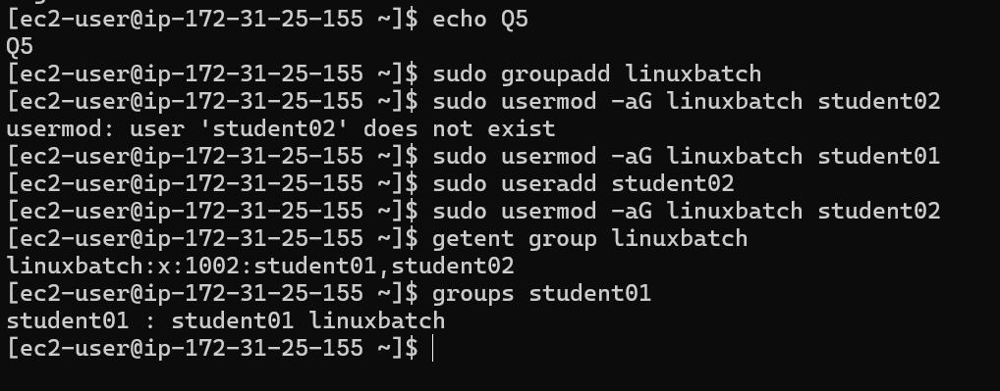 [ec2-user@ip-172-31-25-155 ~]$ echo Q5
Q5
[ec2-user@ip-172-31-25-155 ~]$ sudo groupadd linuxbatch
[ec2-user@ip-172-31-25-155 ~]$ sudo usermod -aG linuxbatch student02
usermod: user 'student02' does not exist
[ec2-user@ip-172-31-25-155 ~]$ sudo usermod -aG linuxbatch student01
[ec2-user@ip-172-31-25-155 ~]$ sudo useradd student02
[ec2-user@ip-172-31-25-155 ~]$ sudo usermod -aG linuxbatch student02
[ec2-user@ip-172-31-25-155 ~]$ getent group linuxbatch
linuxbatch:x:1002:student01,student02
[ec2-user@ip-172-31-25-155 ~]$ groups student01
student01 : student01 linuxbatch
[ec2-user@ip-172-31-25-155 ~]$